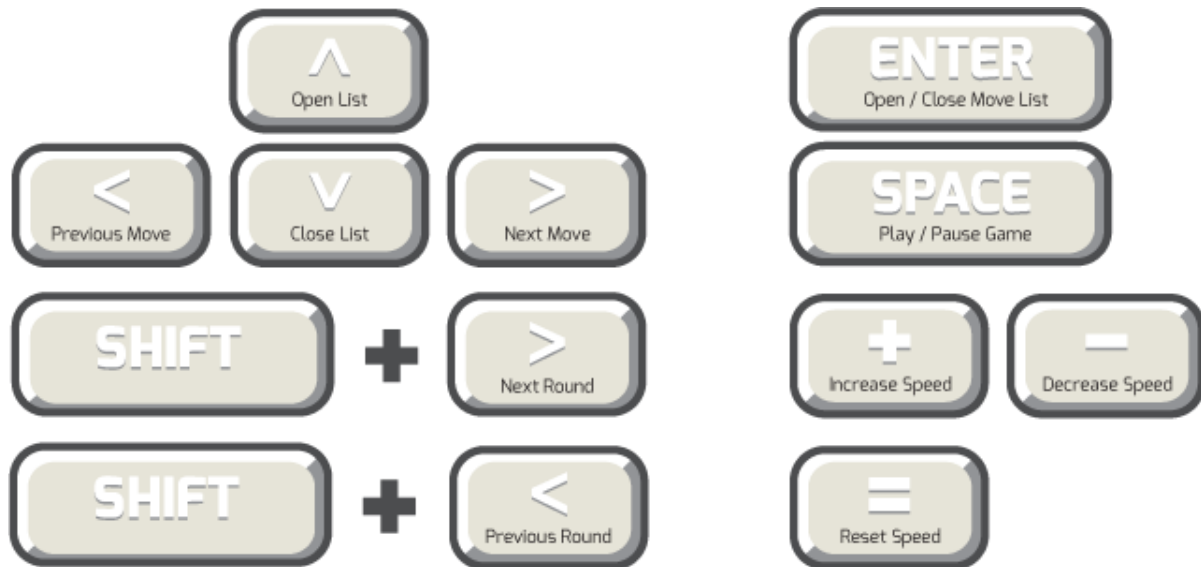 ^
Open List
<
Previous Move
v
Close List
>
Next Move
SHIFT
+
>
Next Round
SHIFT
+
<
Previous Round
ENTER
Open / Close Move List
SPACE
Play / Pause Game
+
Increase Speed
-
Decrease Speed
=
Reset Speed